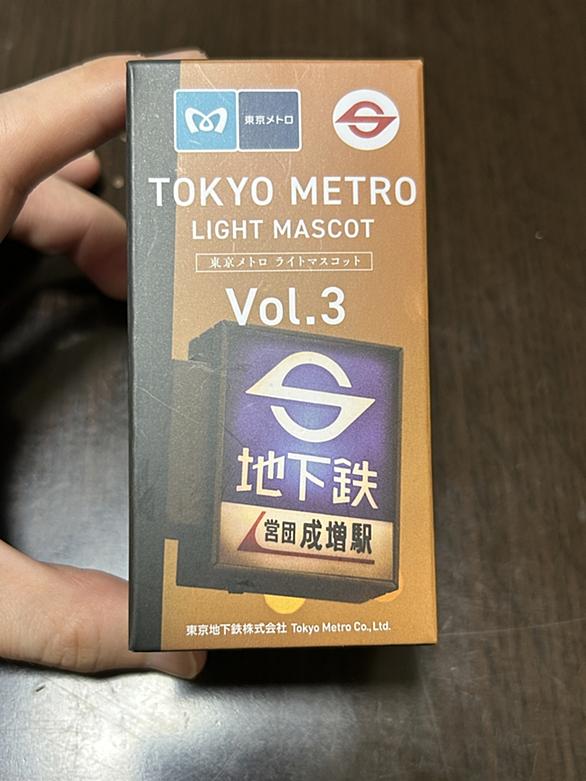 東京メトロ
TOKYO METRO
LIGHT MASCOT
東京メトロ ライトマスコット
Vol.3
地下鉄
営団 成増駅
東京地下鉄株式会社 Tokyo Metro Co., Ltd.